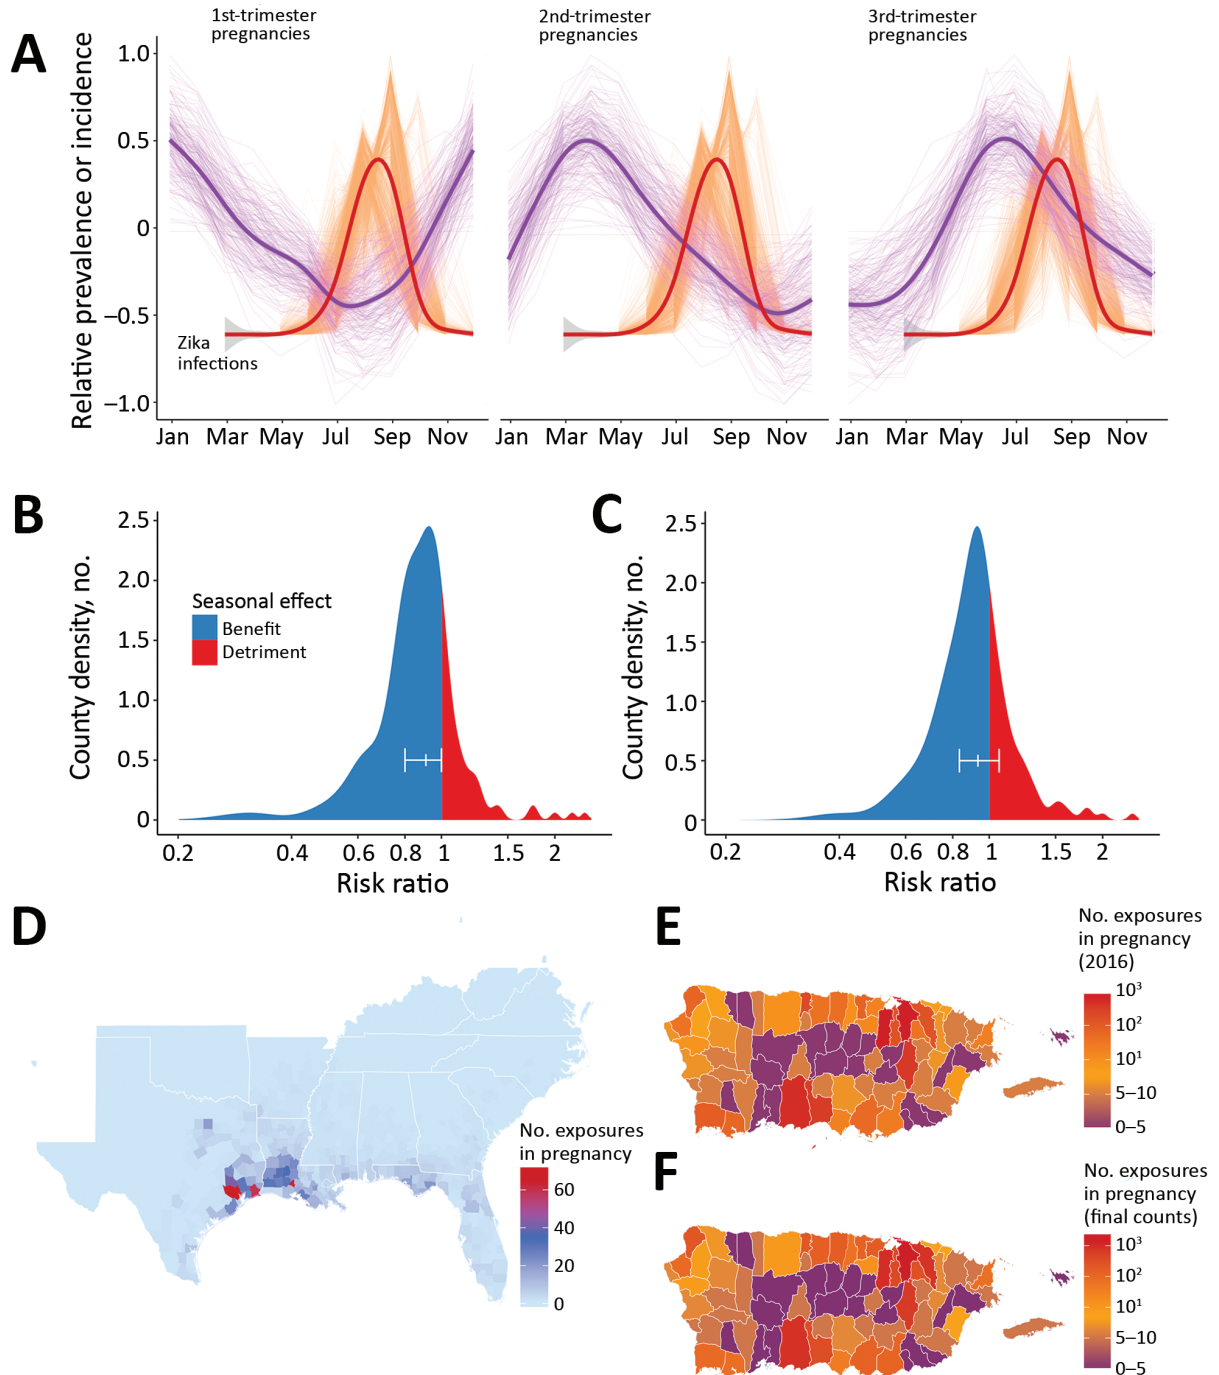 A
1st-trimester
pregnancies
2nd-trimester
pregnancies
3rd-trimester
pregnancies
Relative prevalence or incidence
1.0
0.5
0
−0.5
−1.0
Zika
infections
Jan Mar May Jul Sep Nov
Jan Mar May Jul Sep Nov
Jan Mar May Jul Sep Nov
B
County density, no.
2.5
2.0
1.5
1.0
0.5
0
Seasonal effect
Benefit
Detriment
0.2 0.4 0.6 0.8 1 1.5 2
Risk ratio
C
County density, no.
2.5
2.0
1.5
1.0
0.5
0
0.2 0.4 0.6 0.8 1 1.5 2
Risk ratio
D
No. exposures
in pregnancy
60
40
20
0
E
No. exposures
in pregnancy
(2016)
10³
10²
10¹
5–10
0–5
F
No. exposures
in pregnancy
(final counts)
10³
10²
10¹
5–10
0–5